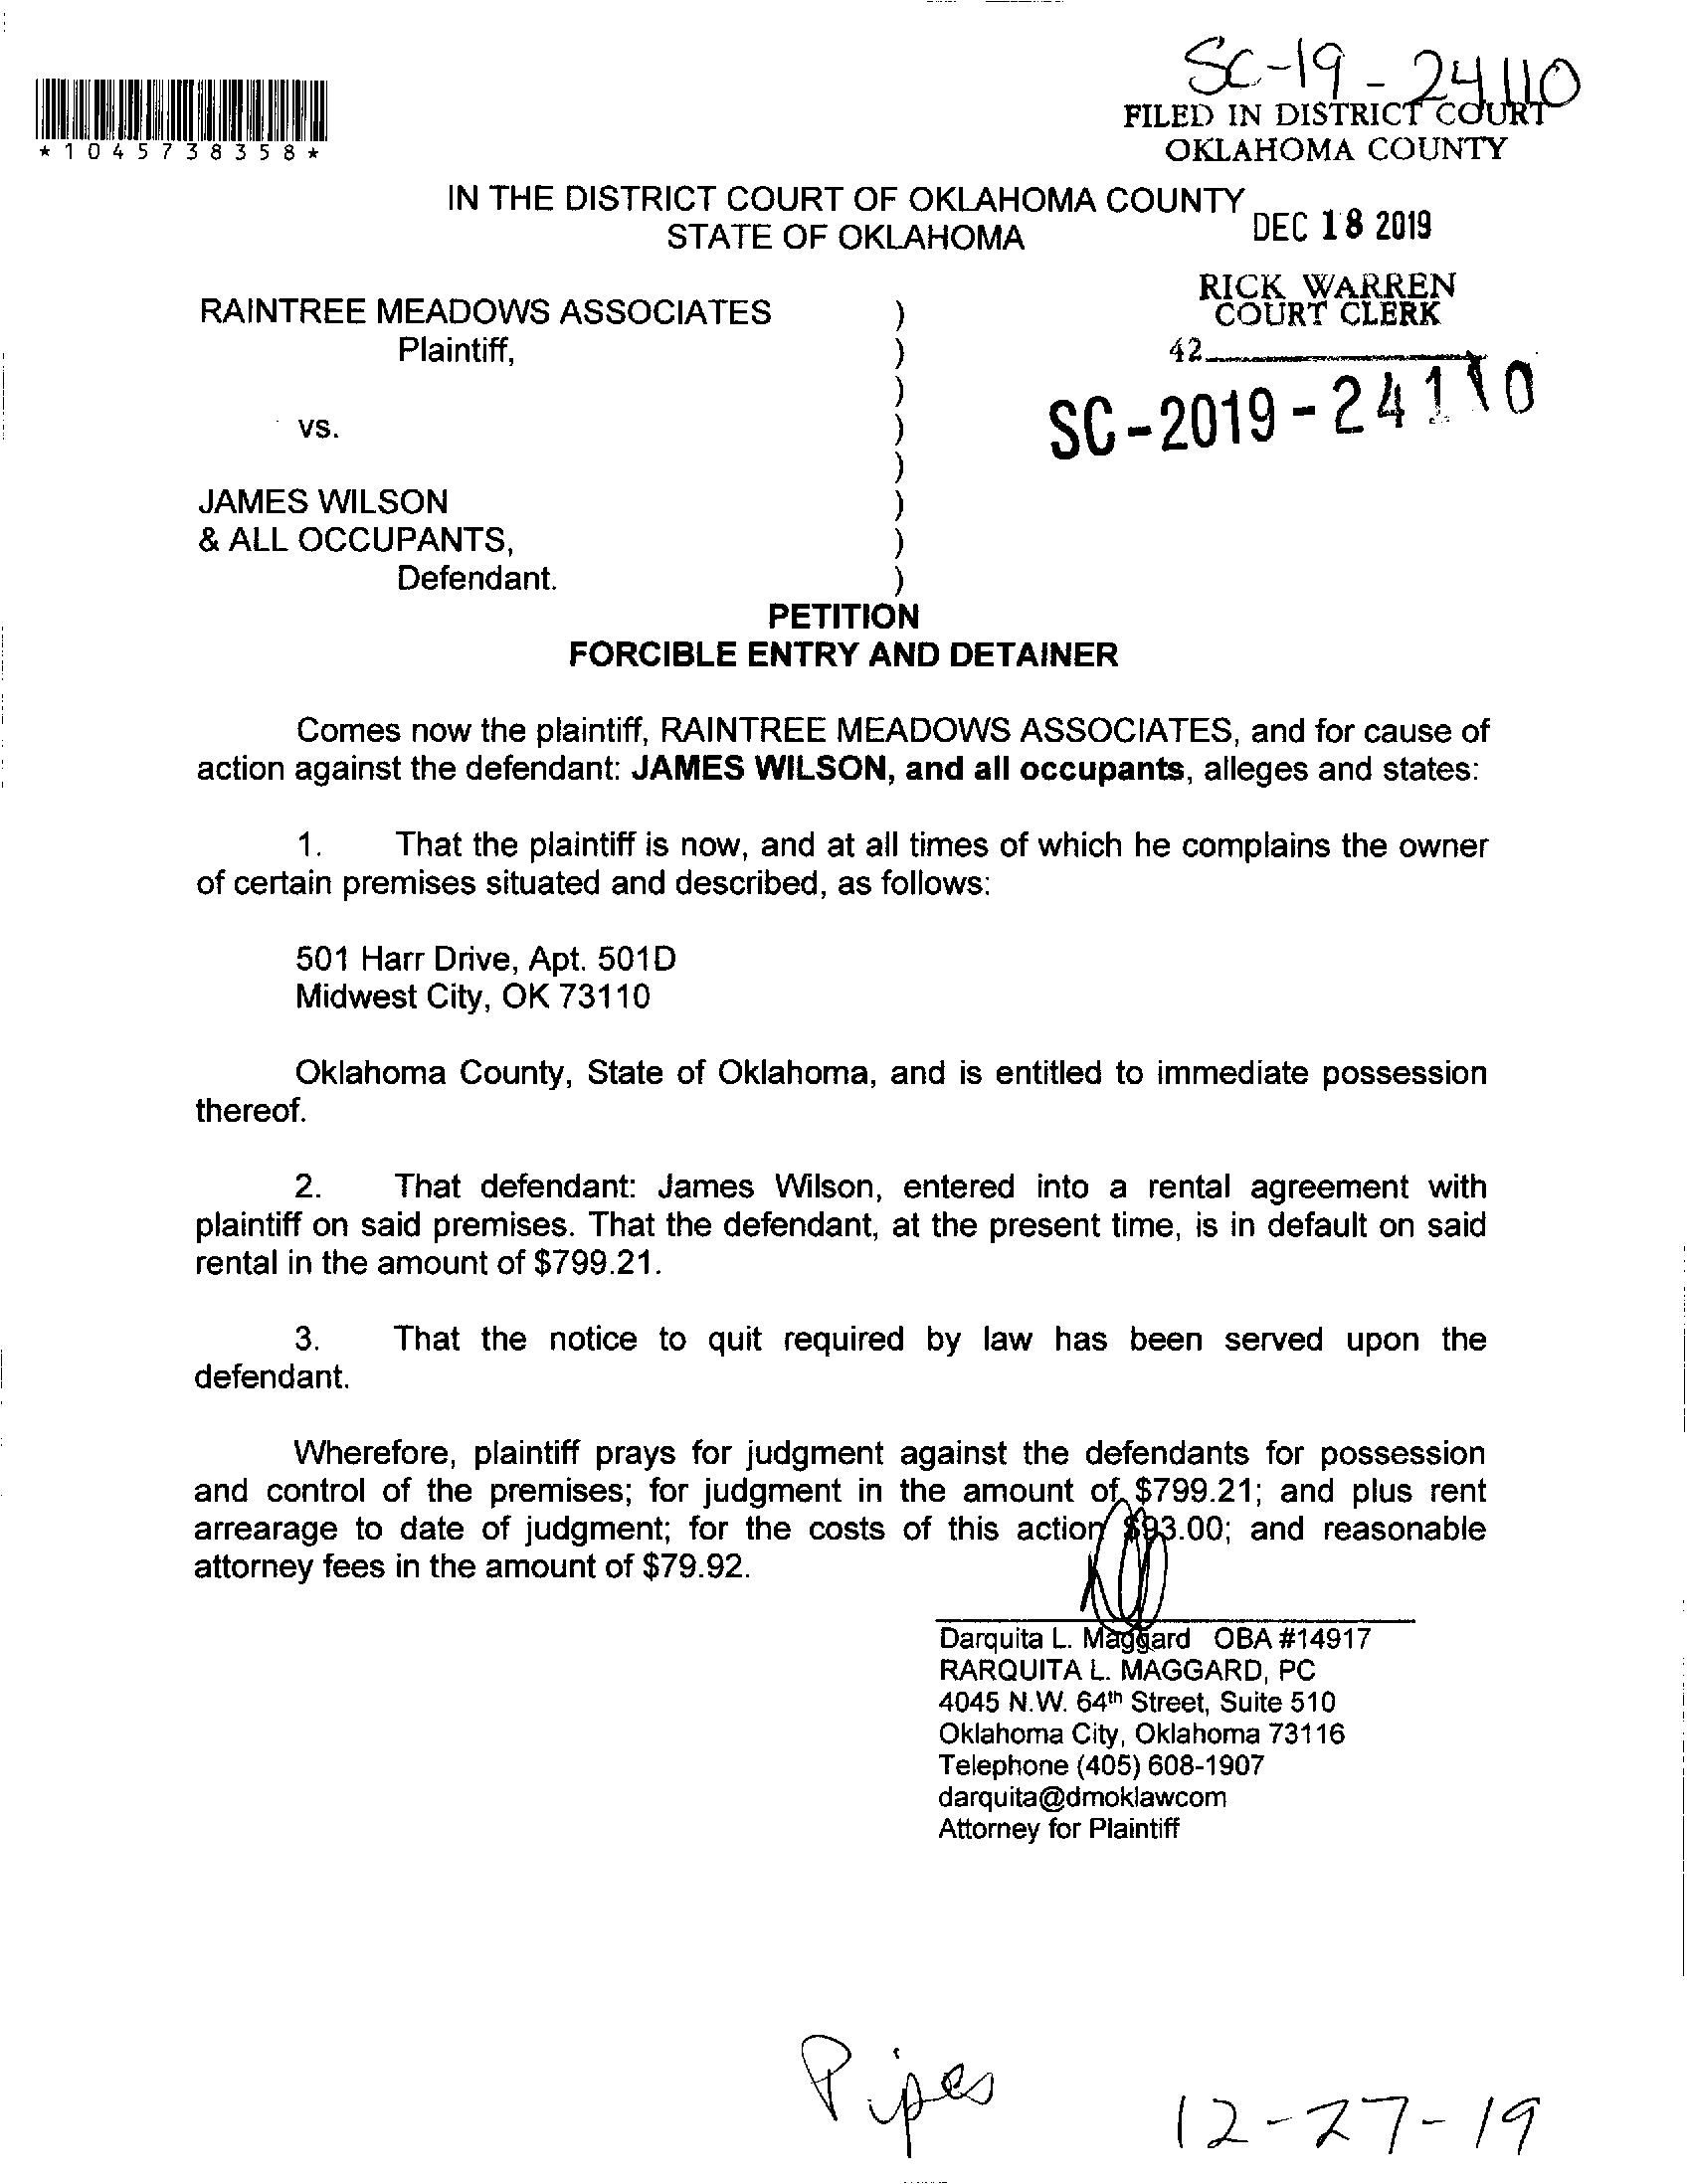 SC-19-24110
*1045738358*
FILED IN DISTRICT COURT
OKLAHOMA COUNTY
IN THE DISTRICT COURT OF OKLAHOMA COUNTY
STATE OF OKLAHOMA
DEC 18 2019
RICK WARREN
COURT CLERK
42
SC-2019-24110
RAINTREE MEADOWS ASSOCIATES )
Plaintiff, )
)
vs. )
)
JAMES WILSON )
& ALL OCCUPANTS, )
Defendant. )
PETITION
FORCIBLE ENTRY AND DETAINER
Comes now the plaintiff, RAINTREE MEADOWS ASSOCIATES, and for cause of
action against the defendant: JAMES WILSON, and all occupants, alleges and states:
1. That the plaintiff is now, and at all times of which he complains the owner
of certain premises situated and described, as follows:
501 Harr Drive, Apt. 501D
Midwest City, OK 73110
Oklahoma County, State of Oklahoma, and is entitled to immediate possession
thereof.
2. That defendant: James Wilson, entered into a rental agreement with
plaintiff on said premises. That the defendant, at the present time, is in default on said
rental in the amount of $799.21.
3. That the notice to quit required by law has been served upon the
defendant.
Wherefore, plaintiff prays for judgment against the defendants for possession
and control of the premises; for judgment in the amount of $799.21; and plus rent
arrearage to date of judgment; for the costs of this action $93.00; and reasonable
attorney fees in the amount of $79.92.
Darquita L. Maggard OBA #14917
RARQUITA L. MAGGARD, PC
4045 N.W. 64th Street, Suite 510
Oklahoma City, Oklahoma 73116
Telephone (405) 608-1907
darquita@dmoklawcom
Attorney for Plaintiff
Pipes
12-27-19